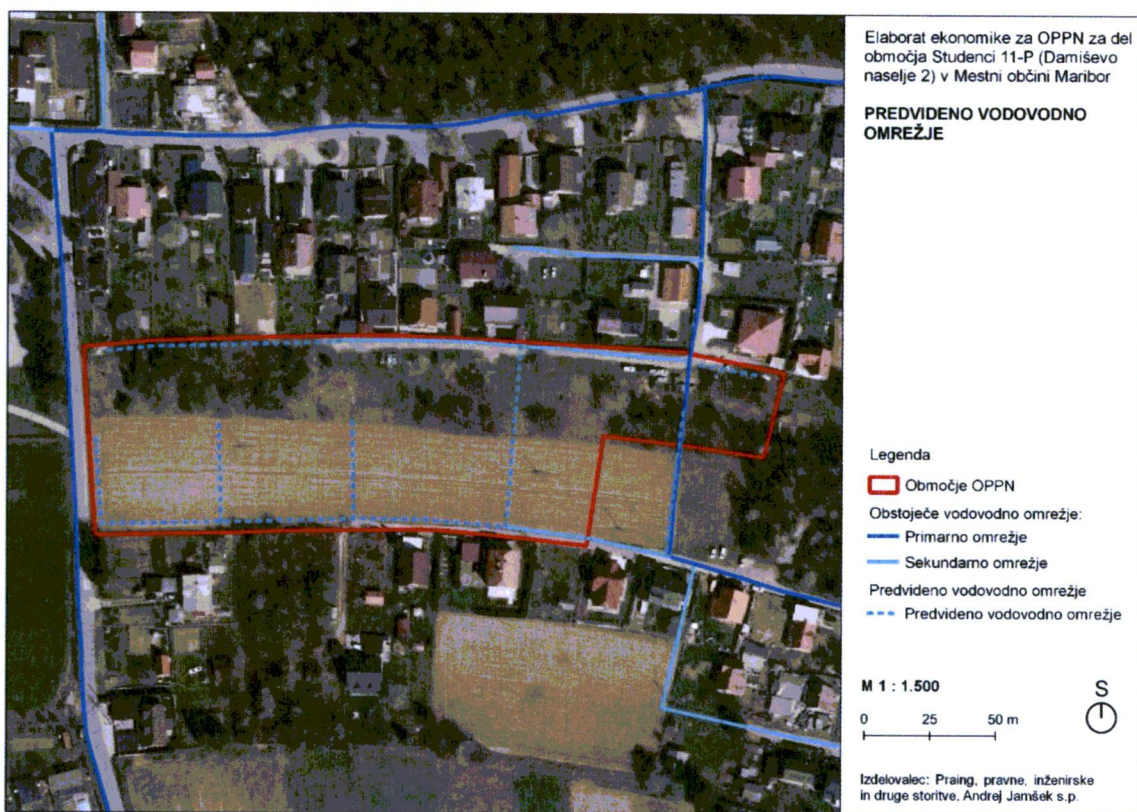 Elaborat ekonomike za OPPN za del
območja Studenci 11-P (Damiševo
naselje 2) v Mestni občini Maribor
PREDVIDENO VODOVODNO
OMREŽJE
Legenda
Območje OPPN
Obstoječe vodovodno omrežje:
Primarno omrežje
Sekundarno omrežje
Predvideno vodovodno omrežje
Predvideno vodovodno omrežje
M 1 : 1.500
S
0 25 50 m
Izdelovalec: Praing, pravne, inženirske
in druge storitve, Andrej Jamšek s.p.